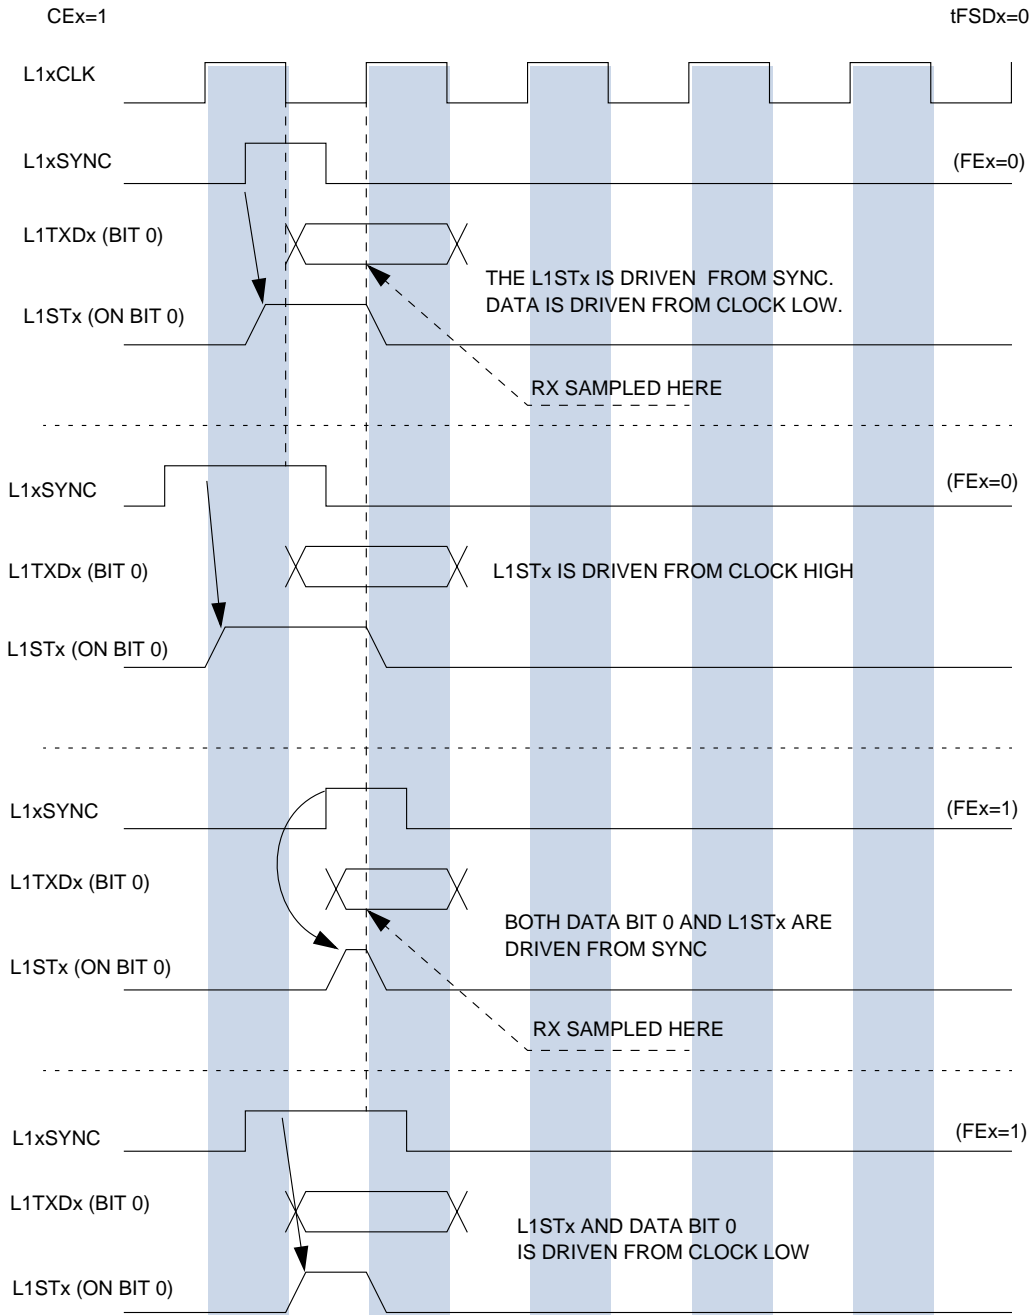 CEx=1
tFSDx=0
L1xCLK
L1xSYNC
(FEx=0)
L1TXDx (BIT 0)
THE L1STx IS DRIVEN FROM SYNC.
DATA IS DRIVEN FROM CLOCK LOW.
L1STx (ON BIT 0)
RX SAMPLED HERE
L1xSYNC
(FEx=0)
L1TXDx (BIT 0)
L1STx IS DRIVEN FROM CLOCK HIGH
L1STx (ON BIT 0)
L1xSYNC
(FEx=1)
L1TXDx (BIT 0)
BOTH DATA BIT 0 AND L1STx ARE
DRIVEN FROM SYNC
L1STx (ON BIT 0)
RX SAMPLED HERE
L1xSYNC
(FEx=1)
L1TXDx (BIT 0)
L1STx AND DATA BIT 0
IS DRIVEN FROM CLOCK LOW
L1STx (ON BIT 0)